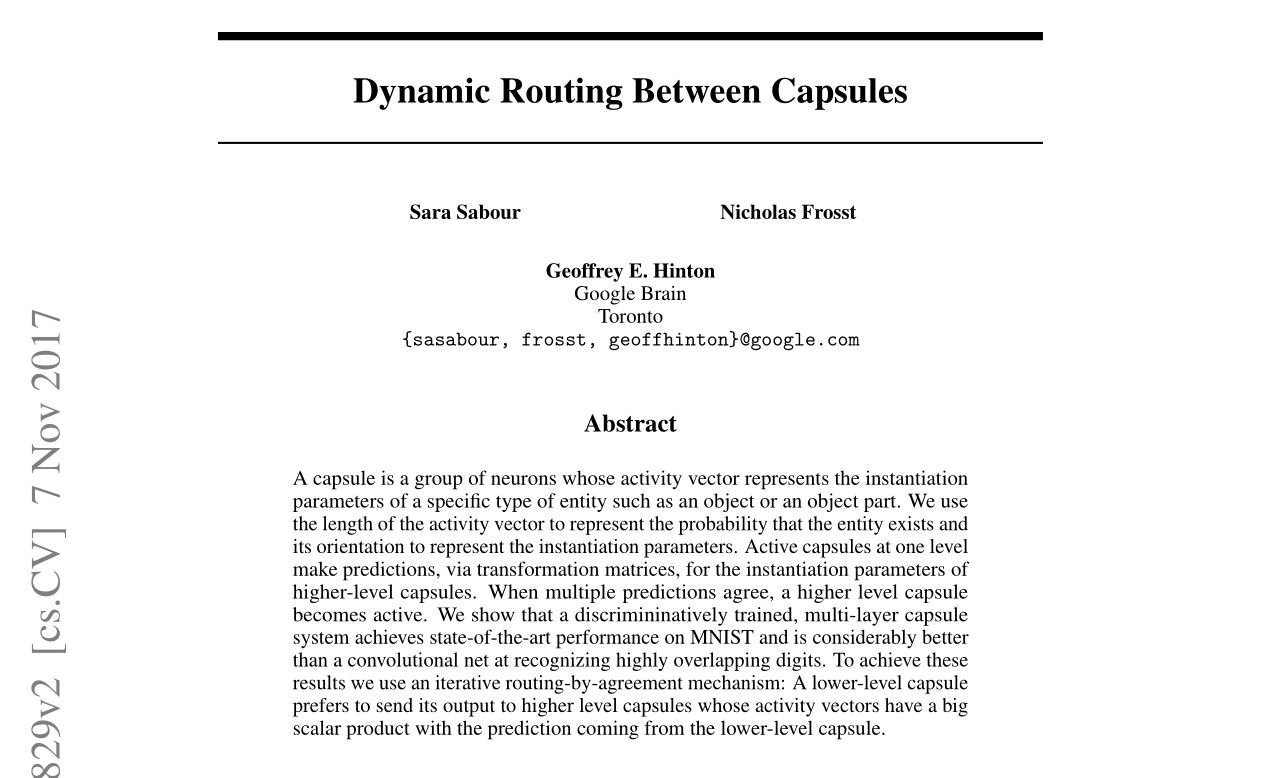 Dynamic Routing Between Capsules
Sara Sabour
Nicholas Frosst
Geoffrey E. Hinton
Google Brain
Toronto
{sasabour, frosst, geoffhinton}@google.com
Abstract
A capsule is a group of neurons whose activity vector represents the instantiation
parameters of a specific type of entity such as an object or an object part. We use
the length of the activity vector to represent the probability that the entity exists and
its orientation to represent the instantiation parameters. Active capsules at one level
make predictions, via transformation matrices, for the instantiation parameters of
higher-level capsules. When multiple predictions agree, a higher level capsule
becomes active. We show that a discrimininatively trained, multi-layer capsule
system achieves state-of-the-art performance on MNIST and is considerably better
than a convolutional net at recognizing highly overlapping digits. To achieve these
results we use an iterative routing-by-agreement mechanism: A lower-level capsule
prefers to send its output to higher level capsules whose activity vectors have a big
scalar product with the prediction coming from the lower-level capsule.
829v2 [cs.CV] 7 Nov 2017